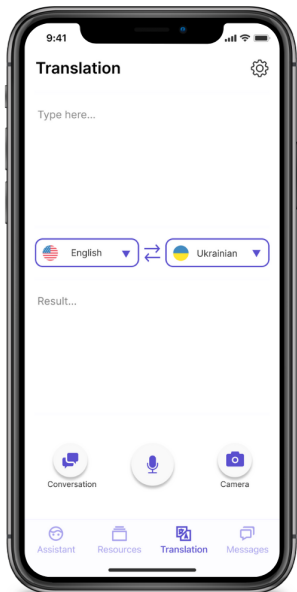 9:41
Translation
Type here...
English
Ukrainian
Result...
Conversation
Camera
Assistant
Resources
Translation
Messages